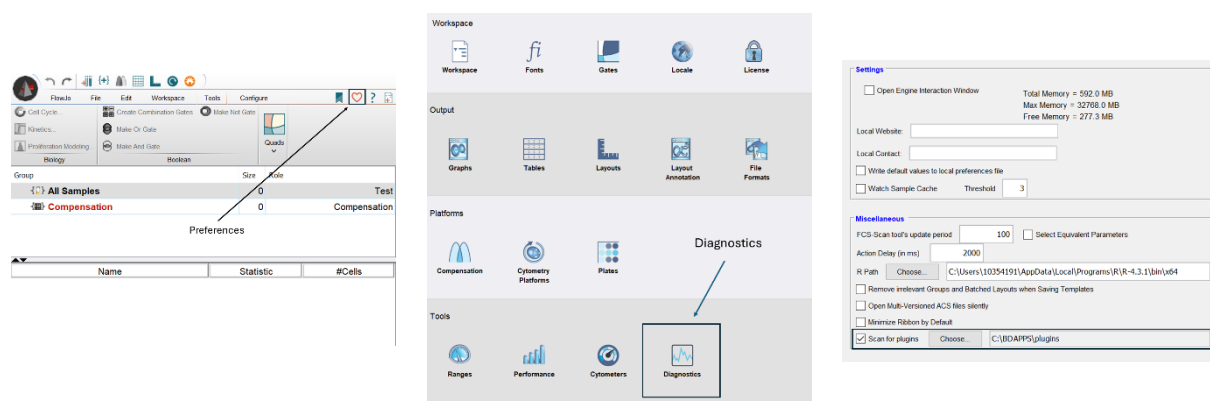 FlowJo File Edit Workspace Tools Configure
Cell Cycle... Create Combination Gates Make Not Gate
Kinetics... Make Or Gate
Proliferation Modeling Make And Gate
Quads
Biology Boolean
Group Size Role
All Samples 0 Test
Compensation 0 Compensation
Preferences
Name Statistic #Cells
Workspace
fi
Workspace Fonts Gates Locale License
Output
Graphs Tables Layouts Layout Annotation File Formats
Platforms
Compensation Cytometry Platforms Plates
Diagnostics
Tools
Ranges Performance Cytometers Diagnostics
Settings
Open Engine Interaction Window
Total Memory = 592.0 MB
Max Memory = 32768.0 MB
Free Memory = 277.3 MB
Local Website:
Local Contact:
Write default values to local preferences file
Watch Sample Cache Threshold 3
Miscellaneous
FCS-Scan tool's update period 100 Select Equivalent Parameters
Action Delay (in ms) 2000
R Path Choose... C:\Users\10354191\AppData\Local\Programs\R\R-4.3.1\bin\x64
Remove irrelevant Groups and Batched Layouts when Saving Templates
Open Multi-Versioned ACS files silently
Minimize Ribbon by Default
Scan for plugins Choose... C:\BDAPPS\plugins